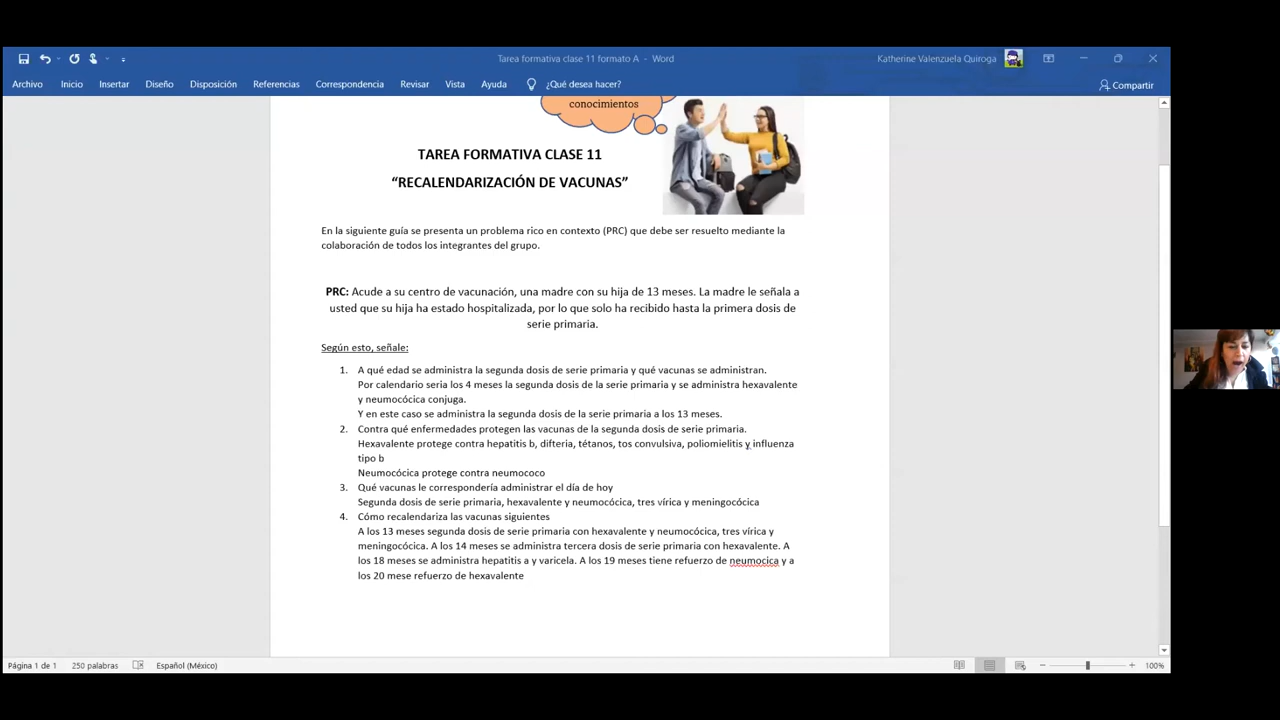 Tarea formativa clase 11 formato A - Word
Katherine Valenzuela Quiroga
Archivo Inicio Insertar Diseño Disposición Referencias Correspondencia Revisar Vista Ayuda ¿Qué desea hacer? Compartir
conocimientos
TAREA FORMATIVA CLASE 11
“RECALENDARIZACIÓN DE VACUNAS”
En la siguiente guía se presenta un problema rico en contexto (PRC) que debe ser resuelto mediante la
colaboración de todos los integrantes del grupo.
PRC: Acude a su centro de vacunación, una madre con su hija de 13 meses. La madre le señala a
usted que su hija ha estado hospitalizada, por lo que solo ha recibido hasta la primera dosis de
serie primaria.
Según esto, señale:
1. A qué edad se administra la segunda dosis de serie primaria y qué vacunas se administran.
Por calendario seria los 4 meses la segunda dosis de la serie primaria y se administra hexavalente
y neumocócica conjuga.
Y en este caso se administra la segunda dosis de la serie primaria a los 13 meses.
2. Contra qué enfermedades protegen las vacunas de la segunda dosis de serie primaria.
Hexavalente protege contra hepatitis b, difteria, tétanos, tos convulsiva, poliomielitis y influenza
tipo b
Neumocócica protege contra neumococo
3. Qué vacunas le correspondería administrar el día de hoy
Segunda dosis de serie primaria, hexavalente y neumocócica, tres vírica y meningocócica
4. Cómo recalendariza las vacunas siguientes
A los 13 meses segunda dosis de serie primaria con hexavalente y neumocócica, tres vírica y
meningocócica. A los 14 meses se administra tercera dosis de serie primaria con hexavalente. A
los 18 meses se administra hepatitis a y varicela. A los 19 meses tiene refuerzo de neumocica y a
los 20 mese refuerzo de hexavalente
Página 1 de 1 250 palabras Español (México) 100%